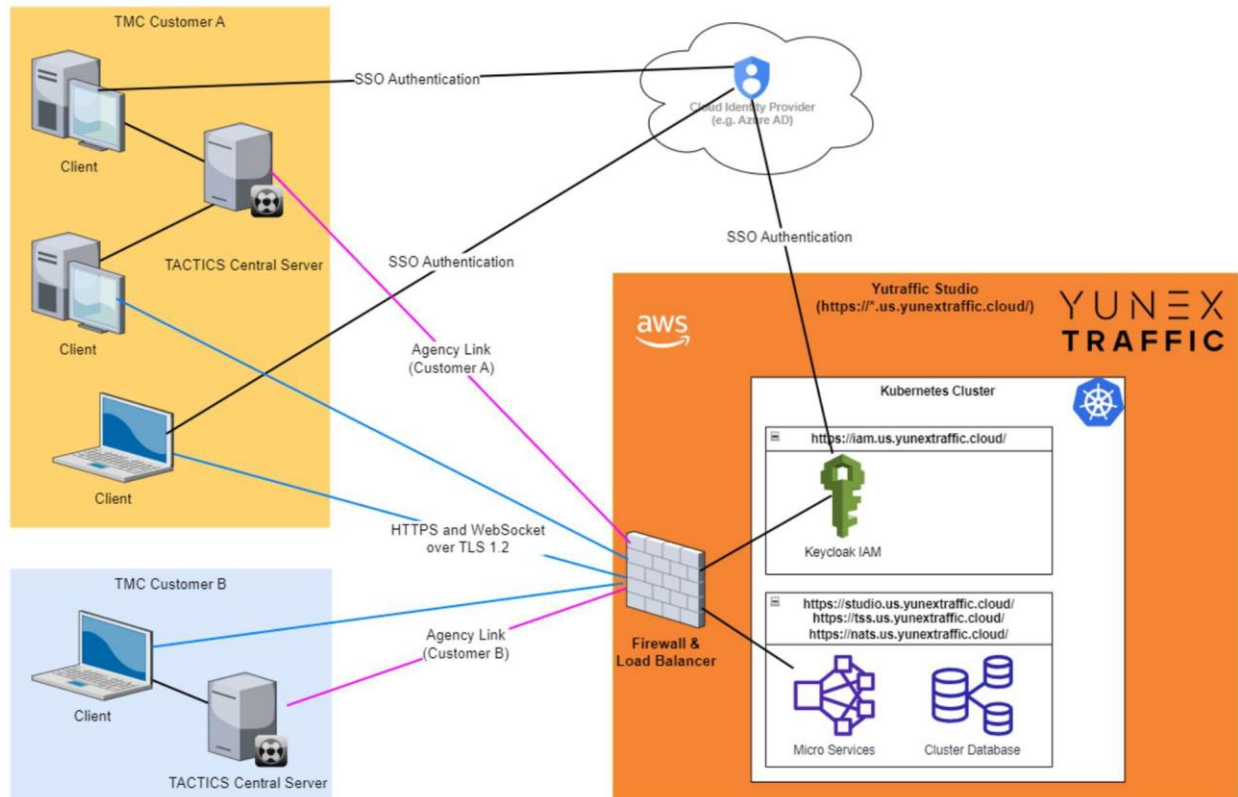 TMC Customer A
Client
TACTICS Central Server
Client
Client
SSO Authentication
SSO Authentication
SSO Authentication
Cloud Identity Provider
(e.g. Azure AD)
Agency Link
(Customer A)
HTTPS and WebSocket
over TLS 1.2
TMC Customer B
Client
TACTICS Central Server
Agency Link
(Customer B)
Yutraffic Studio
(https://*.us.yunextraffic.cloud/)
aws
YUNEX
TRAFFIC
Kubernetes Cluster
https://iam.us.yunextraffic.cloud/
Keycloak IAM
Firewall &
Load Balancer
https://studio.us.yunextraffic.cloud/
https://tss.us.yunextraffic.cloud/
https://nats.us.yunextraffic.cloud/
Micro Services
Cluster Database